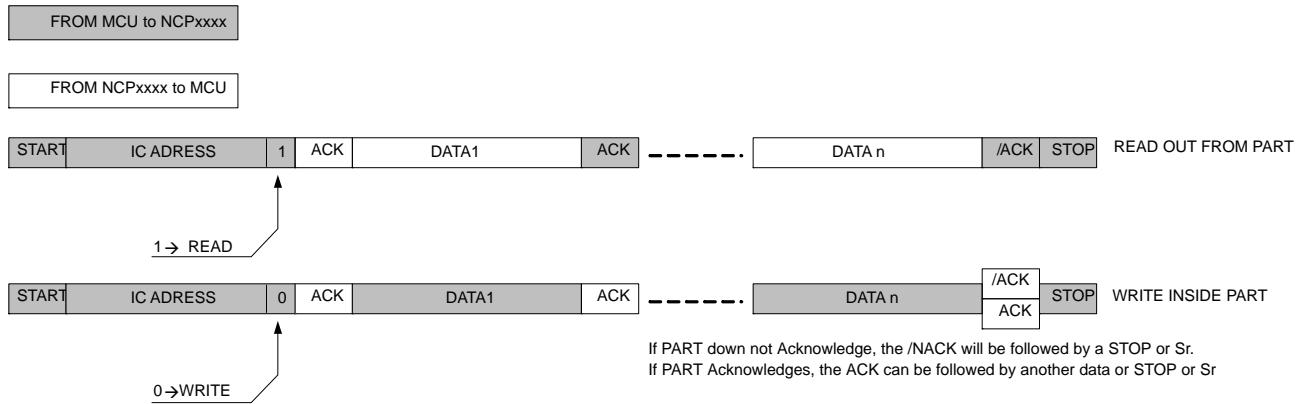 FROM MCU to NCPxxxx
FROM NCPxxxx to MCU
START IC ADRESS 1 ACK DATA1 ACK DATA n /ACK STOP READ OUT FROM PART
1→ READ
START IC ADRESS 0 ACK DATA1 ACK DATA n /ACK ACK STOP WRITE INSIDE PART
If PART down not Acknowledge, the /NACK will be followed by a STOP or Sr.
If PART Acknowledges, the ACK can be followed by another data or STOP or Sr
0→WRITE